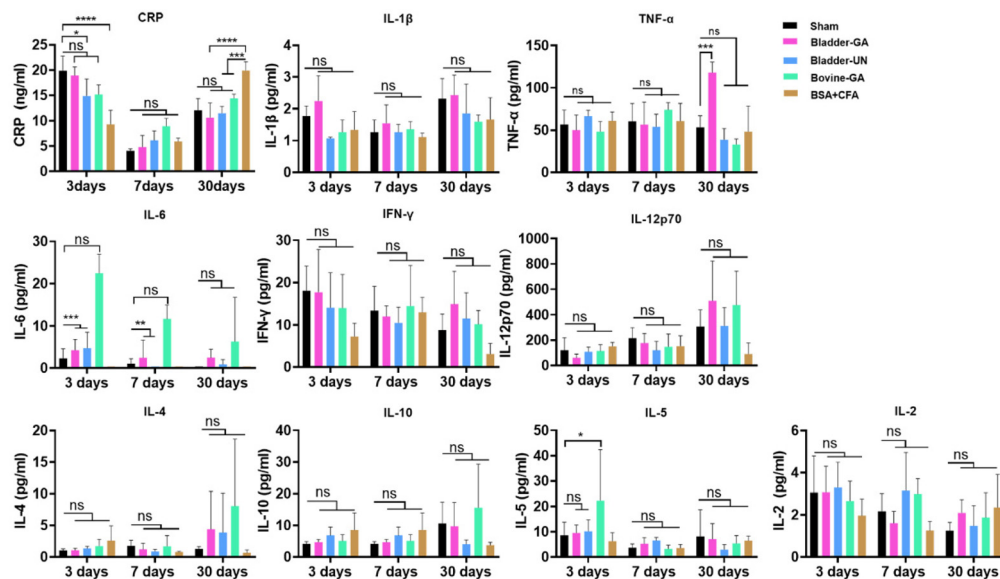 CRP
IL-1β
TNF-α
Sham
Bladder-GA
Bladder-UN
Bovine-GA
BSA+CFA
CRP (ng/ml)
25
20
15
10
5
0
****
*
ns
ns
****
***
3days 7days 30days
IL-1β (pg/ml)
4
3
2
1
0
ns
ns
ns
3 days 7 days 30 days
TNF-α (pg/ml)
150
100
50
0
ns
ns
ns
***
3 days 7 days 30 days
IL-6
IFN-γ
IL-12p70
IL-6 (pg/ml)
30
20
10
0
ns
***
ns
**
ns
3 days 7 days 30 days
IFN-γ (pg/ml)
30
20
10
0
ns
ns
ns
3 days 7 days 30 days
IL-12p70 (pg/ml)
1000
800
600
400
200
0
ns
ns
ns
3 days 7 days 30 days
IL-4
IL-10
IL-5
IL-2
IL-4 (pg/ml)
20
15
10
5
0
ns
ns
ns
3 days 7 days 30 days
IL-10 (pg/ml)
40
30
20
10
0
ns
ns
ns
3 days 7 days 30 days
IL-5 (pg/ml)
50
40
30
20
10
0
*
ns
ns
ns
3 days 7 days 30 days
IL-2 (pg/ml)
6
4
2
0
ns
ns
ns
3 days 7 days 30 days